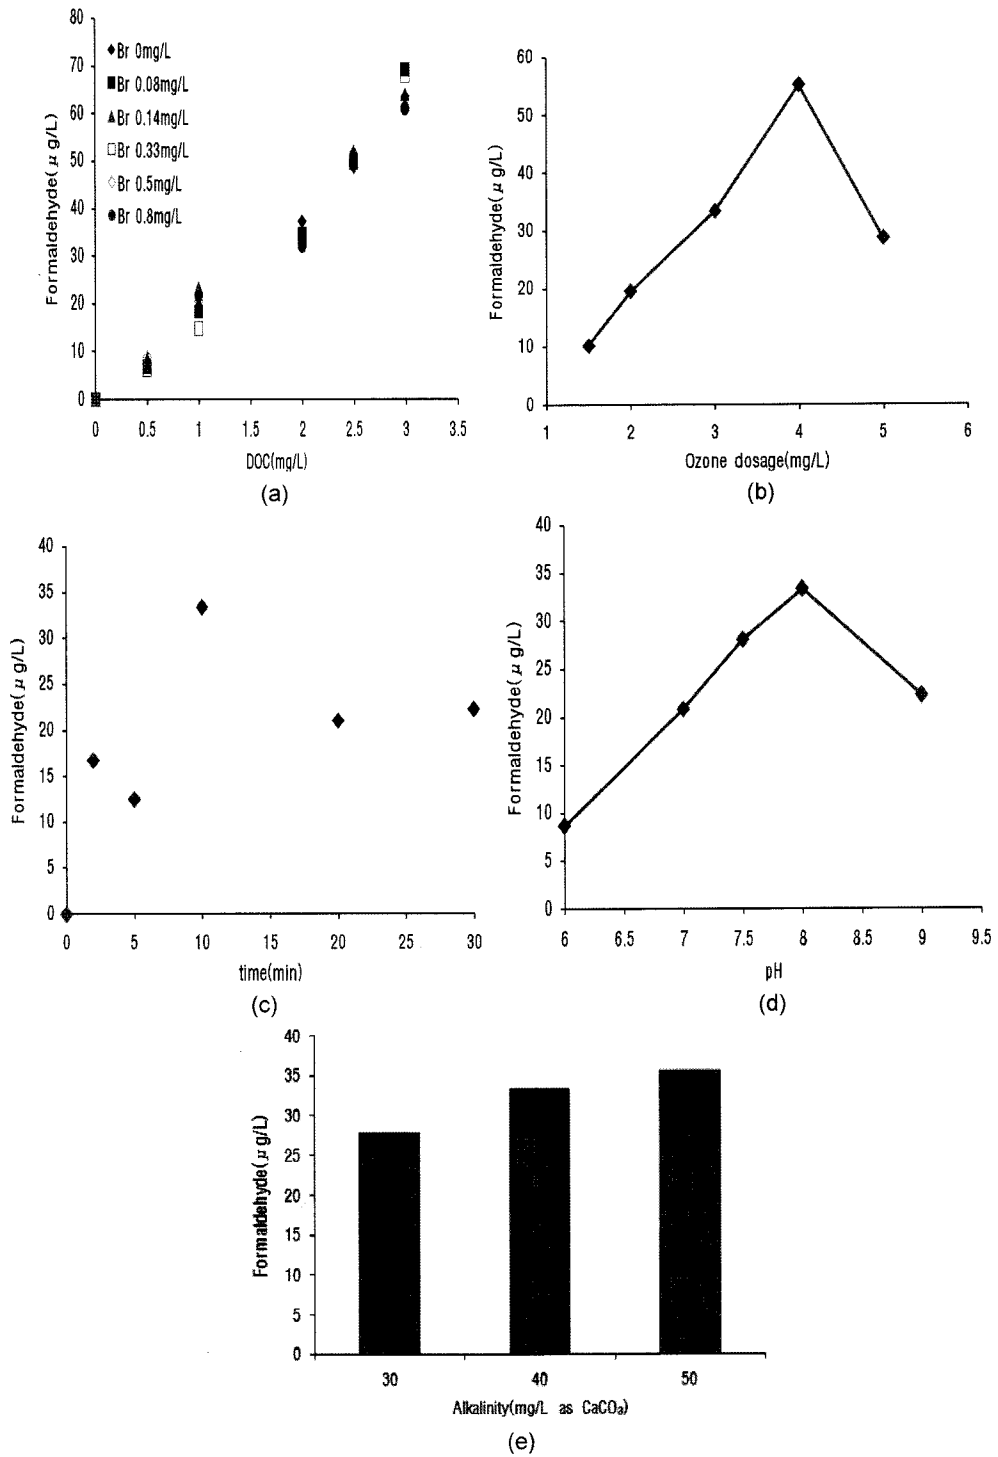 80
70
60
50
40
30
20
10
0
Formaldehyde(μg/L)
Br 0mg/L
Br 0.08mg/L
Br 0.14mg/L
Br 0.33mg/L
Br 0.5mg/L
Br 0.8mg/L
0 0.5 1 1.5 2 2.5 3 3.5
DOC(mg/L)
(a)
60
50
40
30
20
10
0
Formaldehyde(μg/L)
1 2 3 4 5 6
Ozone dosage(mg/L)
(b)
40
35
30
25
20
15
10
5
0
Formaldehyde(μg/L)
0 5 10 15 20 25 30
time(min)
(c)
40
35
30
25
20
15
10
5
0
Formaldehyde(μg/L)
6 6.5 7 7.5 8 8.5 9 9.5
pH
(d)
40
35
30
25
20
15
10
5
0
Formaldehyde(μg/L)
30 40 50
Alkalinity(mg/L as CaCO₃)
(e)